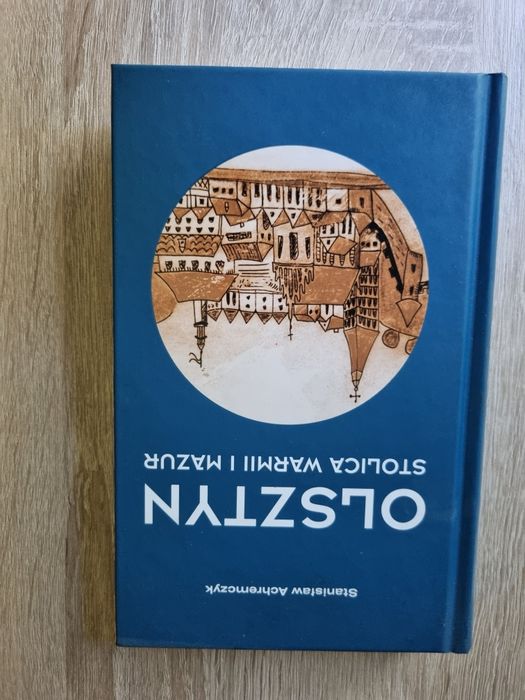 Stanisław Achremczyk
OLSZTYN
STOLICA WARMII I MAZUR